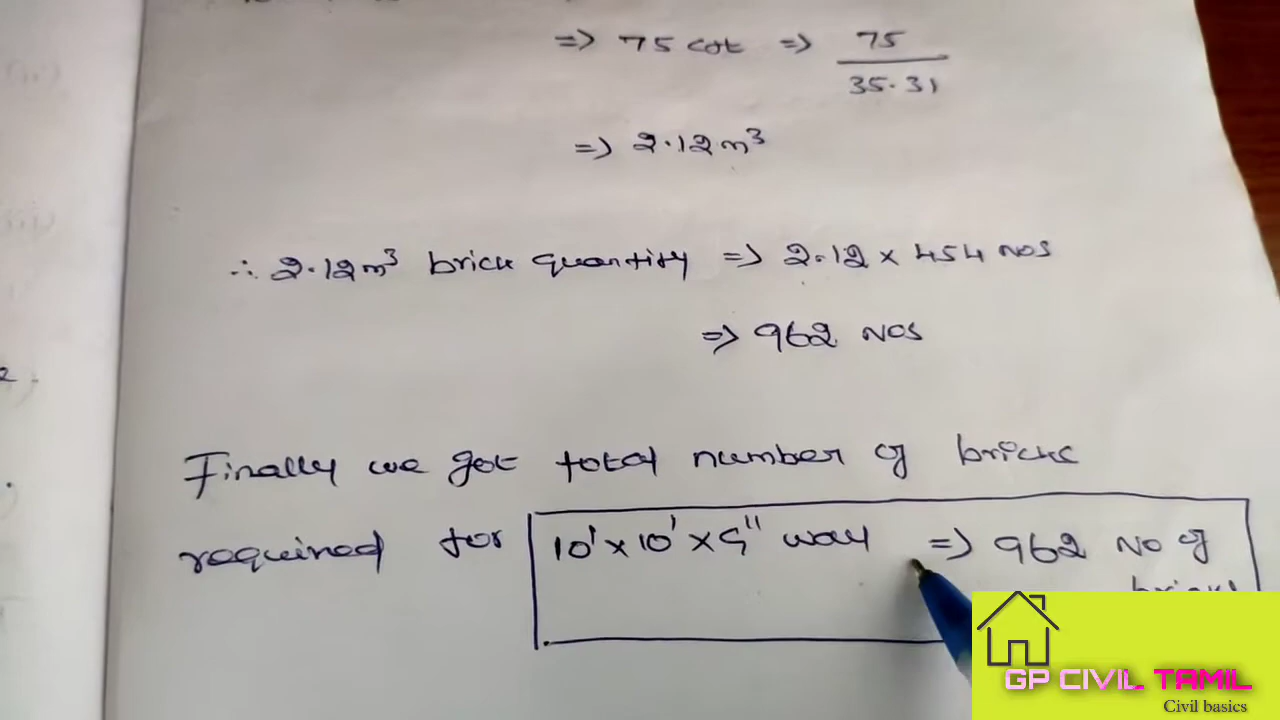 => 75 cft => 75
35.31
=> 2.12 m³
∴ 2.12 m³ brick quantity => 2.12 x 454 Nos
=> 962 Nos
Finally we got total number of bricks
required for 10' x 10' x 9" wall => 962 No of
bricks
GP CIVIL TAMIL
Civil basics